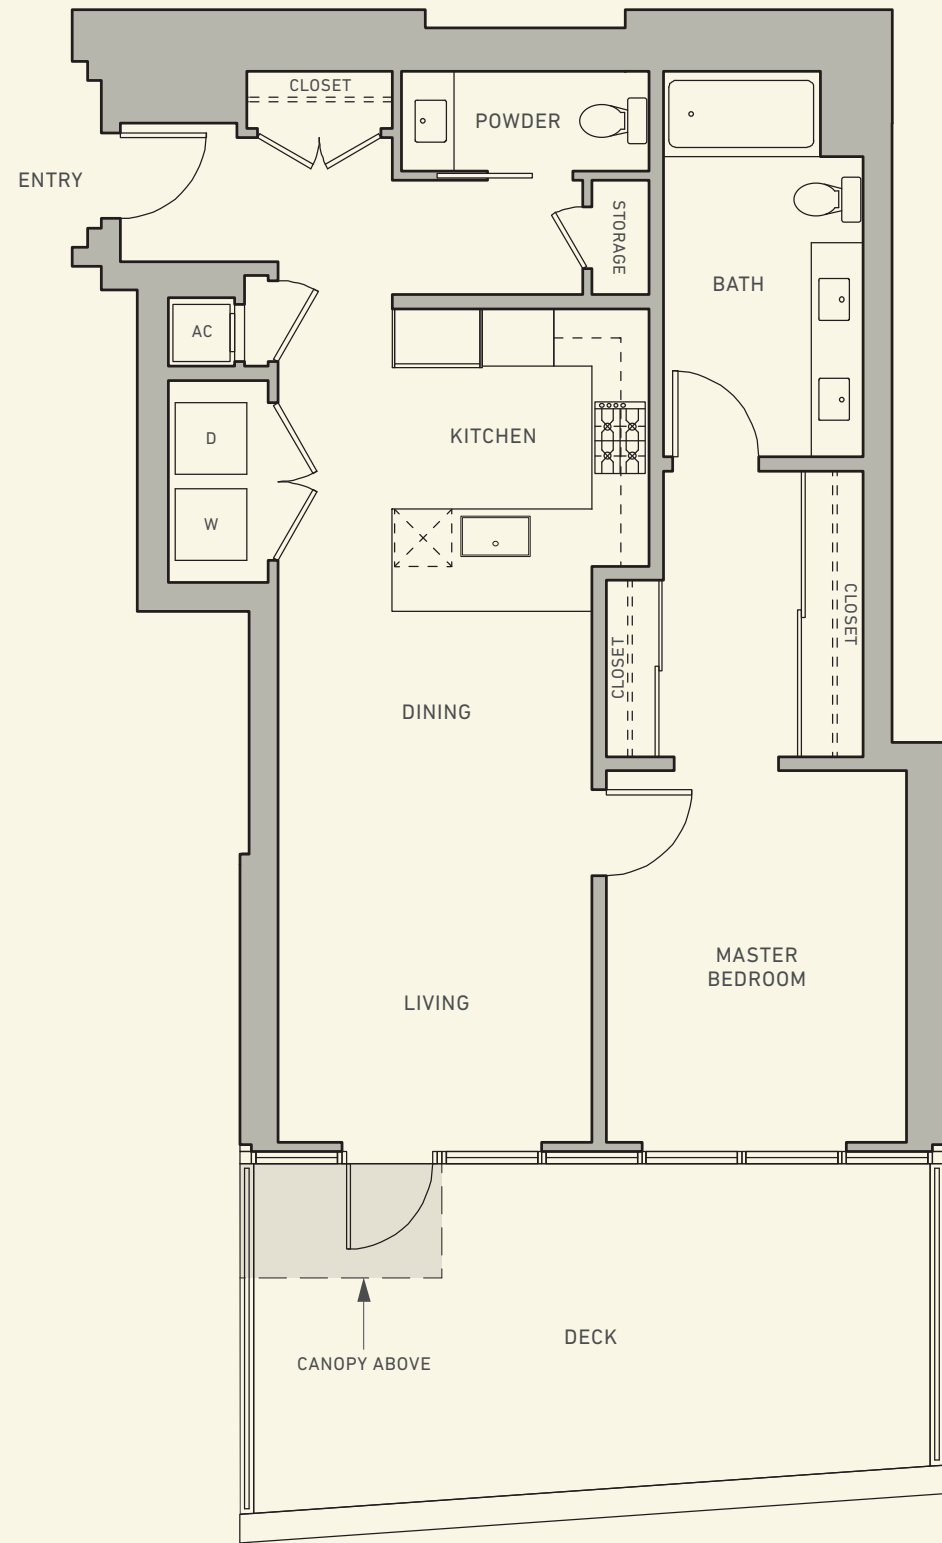 CLOSET
POWDER
ENTRY
STORAGE
BATH
AC
KITCHEN
D
W
CLOSET
CLOSET
DINING
MASTER
BEDROOM
LIVING
DECK
CANOPY ABOVE